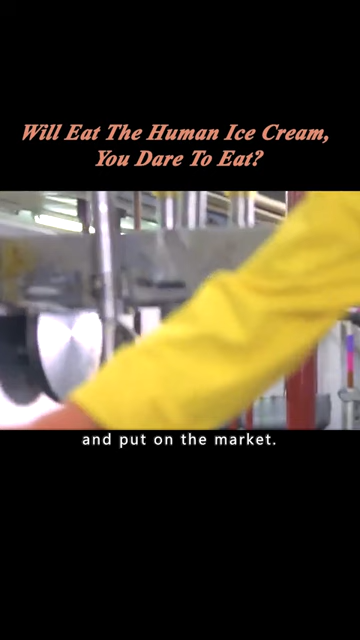 Will Eat The Human Ice Cream,
You Dare To Eat?
and put on the market.